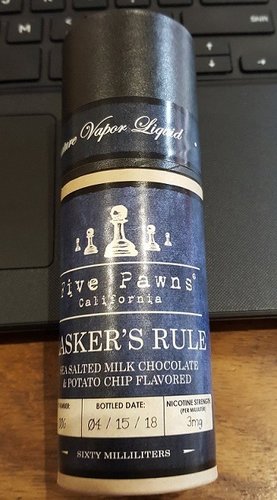 Vapor Liquid
Five Pawns®
California
ASKER'S RULE
SEA SALTED MILK CHOCOLATE
& POTATO CHIP FLAVORED
BOTTLED DATE:
NICOTINE STRENGTH
(PER MILLILITER)
04 / 15 / 18
3mg
SIXTY MILLILITERS